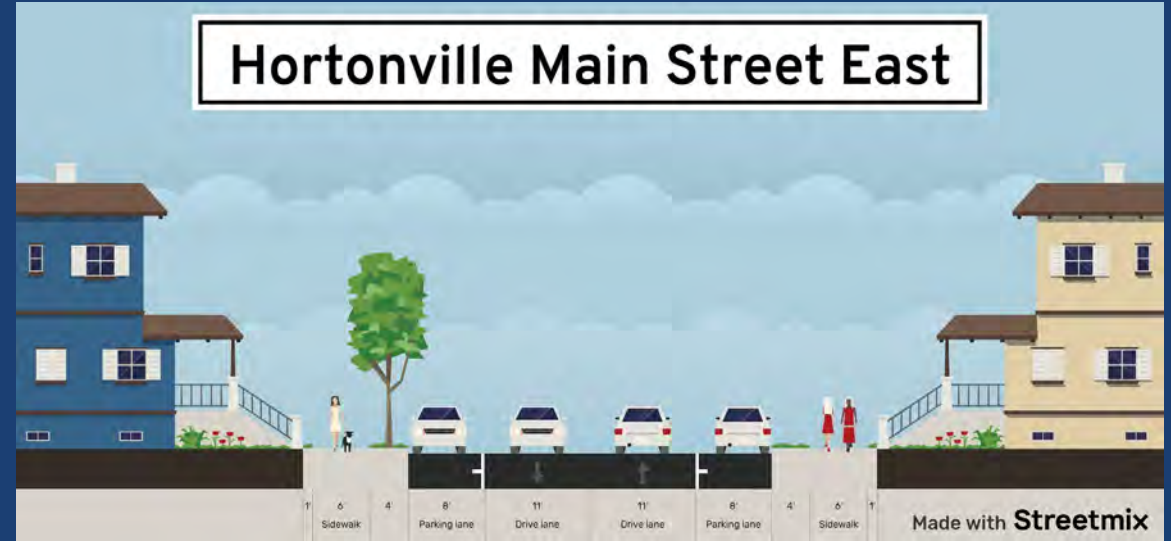 Hortonville Main Street East
1' 6' 4' 8' 11' 11' 8' 4' 6' 1'
Sidewalk Parking lane Drive lane Drive lane Parking lane Sidewalk
Made with Streetmix